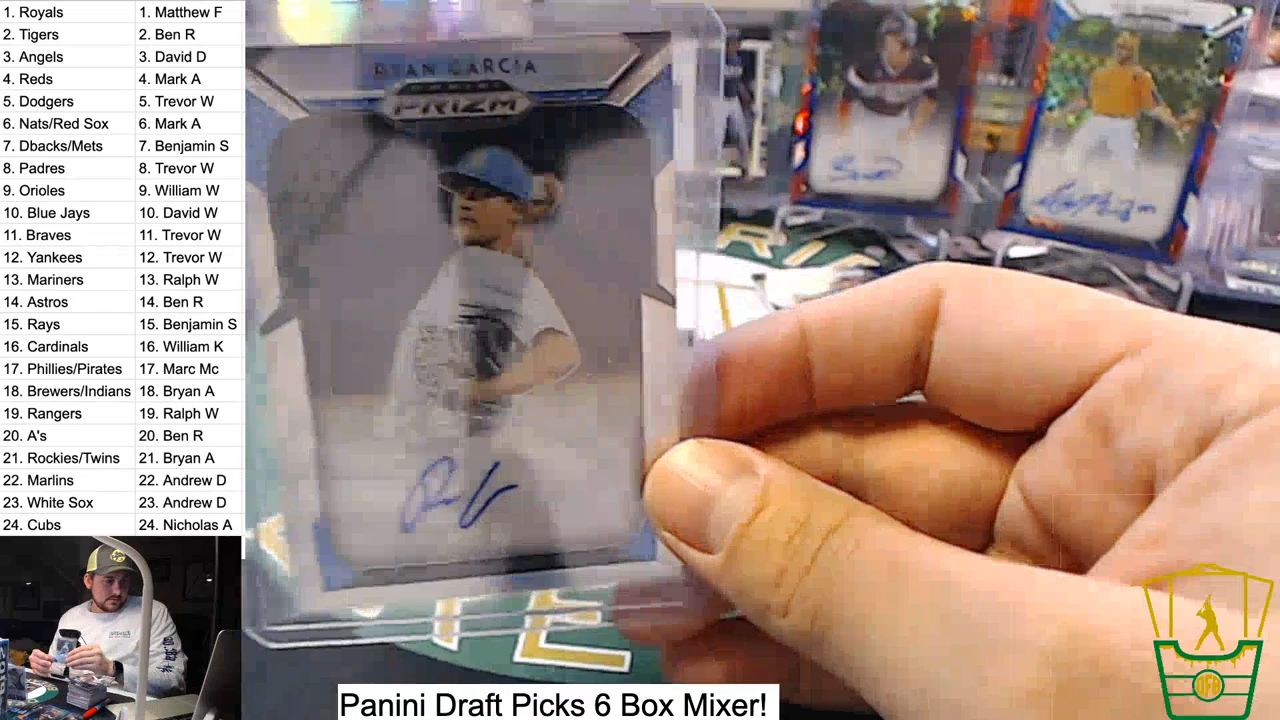 1. Royals 1. Matthew F
2. Tigers 2. Ben R
3. Angels 3. David D
4. Reds 4. Mark A
5. Dodgers 5. Trevor W
6. Nats/Red Sox 6. Mark A
7. Dbacks/Mets 7. Benjamin S
8. Padres 8. Trevor W
9. Orioles 9. William W
10. Blue Jays 10. David W
11. Braves 11. Trevor W
12. Yankees 12. Trevor W
13. Mariners 13. Ralph W
14. Astros 14. Ben R
15. Rays 15. Benjamin S
16. Cardinals 16. William K
17. Phillies/Pirates 17. Marc Mc
18. Brewers/Indians 18. Bryan A
19. Rangers 19. Ralph W
20. A's 20. Ben R
21. Rockies/Twins 21. Bryan A
22. Marlins 22. Andrew D
23. White Sox 23. Andrew D
24. Cubs 24. Nicholas A
RYAN GARCIA
PRIZM
DFG
Panini Draft Picks 6 Box Mixer!